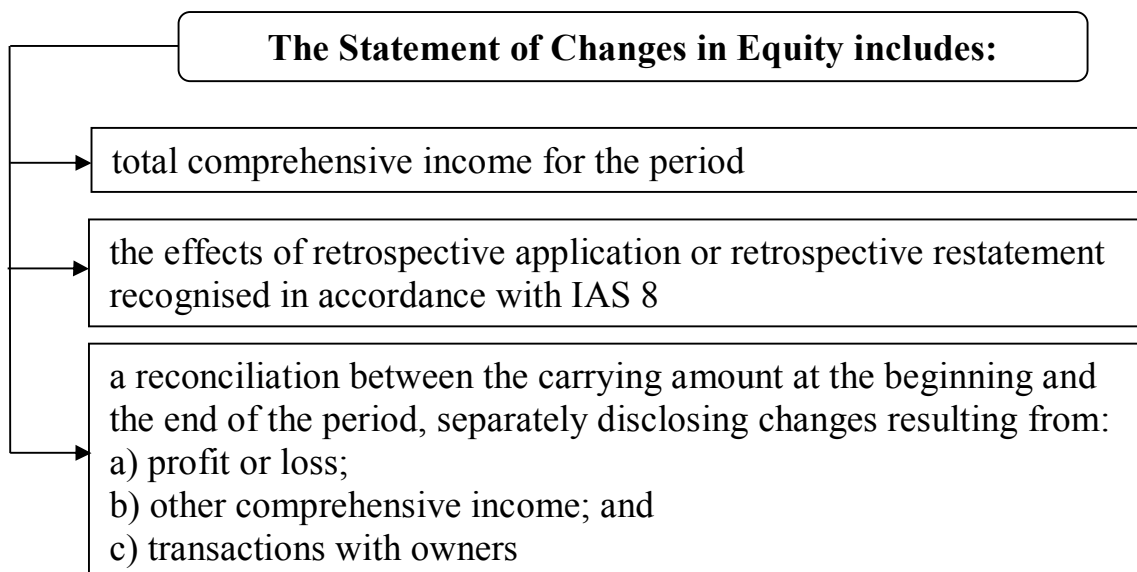 The Statement of Changes in Equity includes:
total comprehensive income for the period
the effects of retrospective application or retrospective restatement
recognised in accordance with IAS 8
a reconciliation between the carrying amount at the beginning and
the end of the period, separately disclosing changes resulting from:
a) profit or loss;
b) other comprehensive income; and
c) transactions with owners